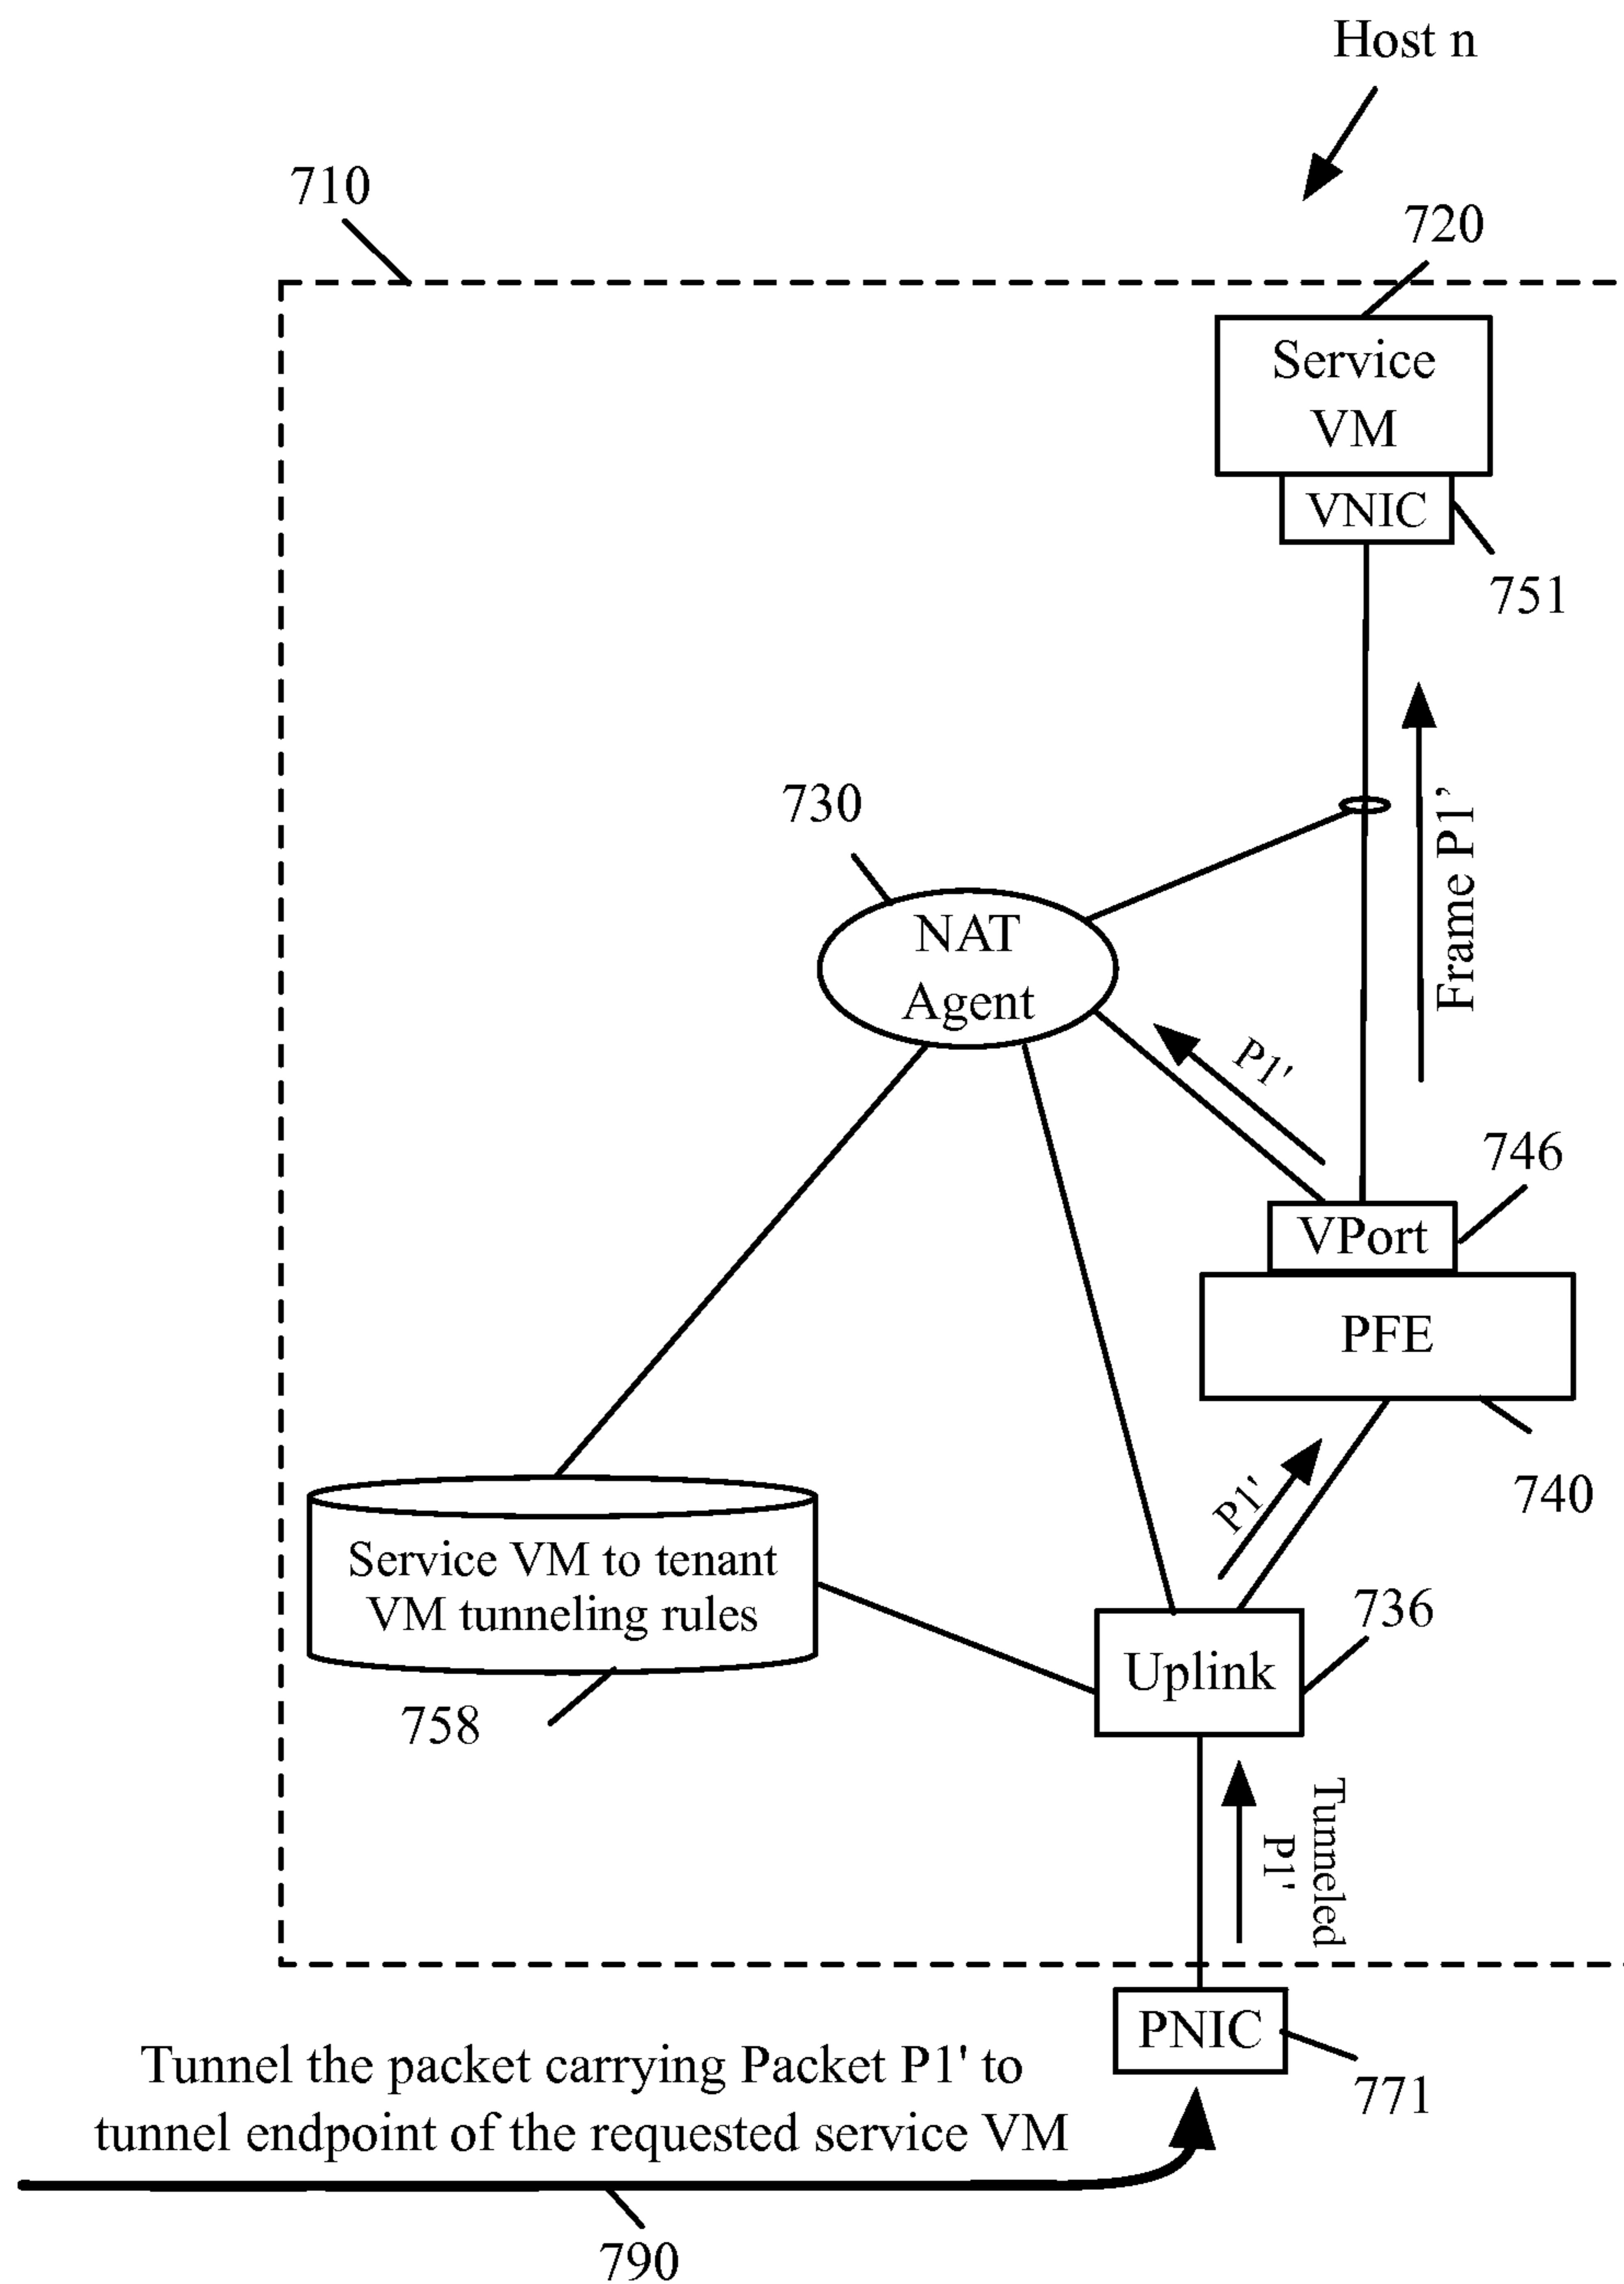 Host n
710
720
Service
VM
VNIC
751
730
NAT
Agent
Frame P1’
P1'
746
VPort
PFE
740
P1'
Service VM to tenant
VM tunneling rules
758
736
Uplink
Tunneled
P1'
PNIC
771
Tunnel the packet carrying Packet P1' to
tunnel endpoint of the requested service VM
790